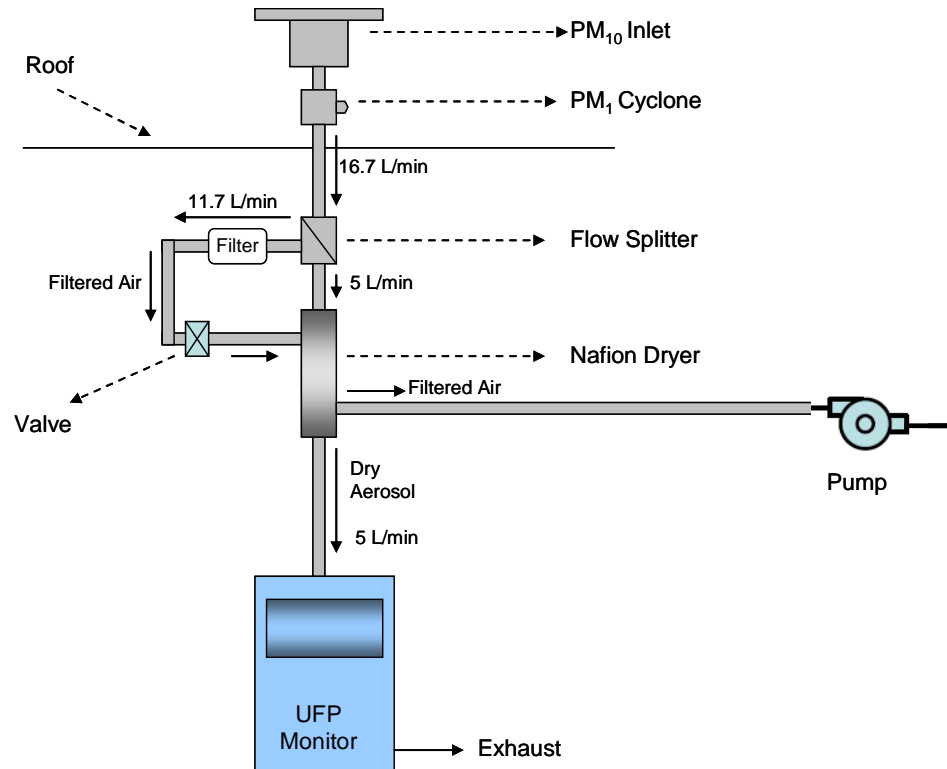 PM10 Inlet
Roof
PM1 Cyclone
16.7 L/min
11.7 L/min
Filter
Flow Splitter
Filtered Air
5 L/min
Nafion Dryer
Filtered Air
Valve
Dry
Aerosol
Pump
5 L/min
UFP
Monitor
Exhaust